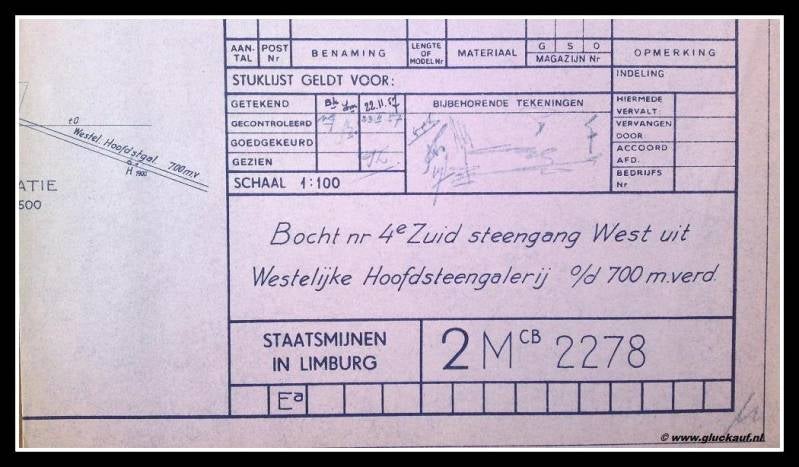 AAN- POST BENAMING LENGTE MATERIAAL G S O OPMERKING
TAL Nr OF MODEL Nr MAGAZIJN Nr
STUKLIJST GELDT VOOR: INDELING
GETEKEND 22.11.57 BIJBEHORENDE TEKENINGEN HIERMEDE
VERVALT:
GECONTROLEERD VERVANGEN
DOOR:
GOEDGEKEURD ACCOORD
GEZIEN AFD.
SCHAAL 1:100 BEDRIJFS
Nr
t.o.
Westel. Hoofdstgal. 700 m.v
H 1900
ATIE
500
Bocht nr 4e Zuid steengang West uit
Westelijke Hoofdsteengalerij o/d 700 m.verd.
STAATSMIJNEN
IN LIMBURG
2 MCB 2278
Ea
© www.gluckauf.nl